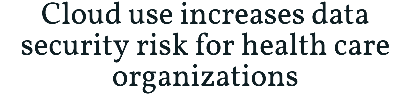 Cloud use increases data
security risk for health care
organizations